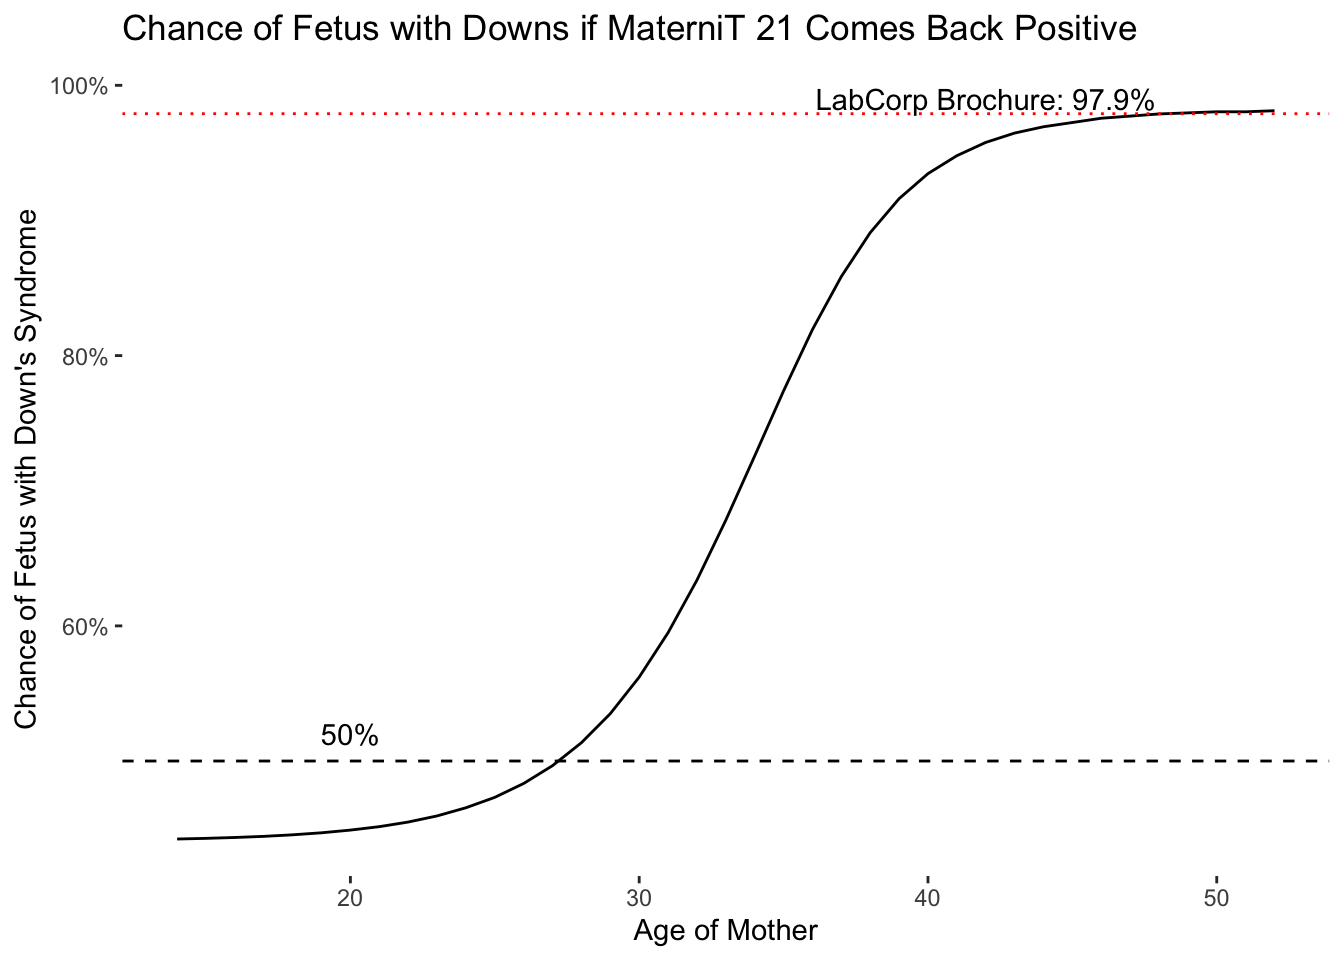 Chance of Fetus with Downs if MaterniT 21 Comes Back Positive
100%
LabCorp Brochure: 97.9%
80%
60%
50%
Chance of Fetus with Down's Syndrome
20
30
40
50
Age of Mother